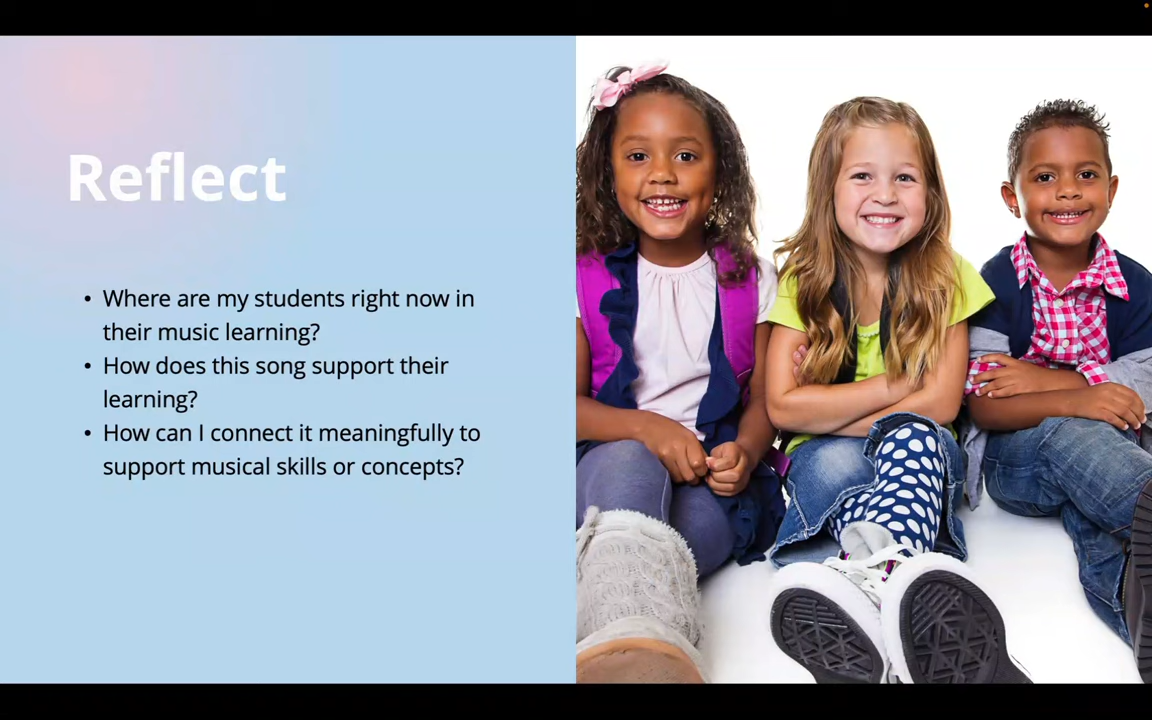 Reflect
• Where are my students right now in
their music learning?
• How does this song support their
learning?
• How can I connect it meaningfully to
support musical skills or concepts?